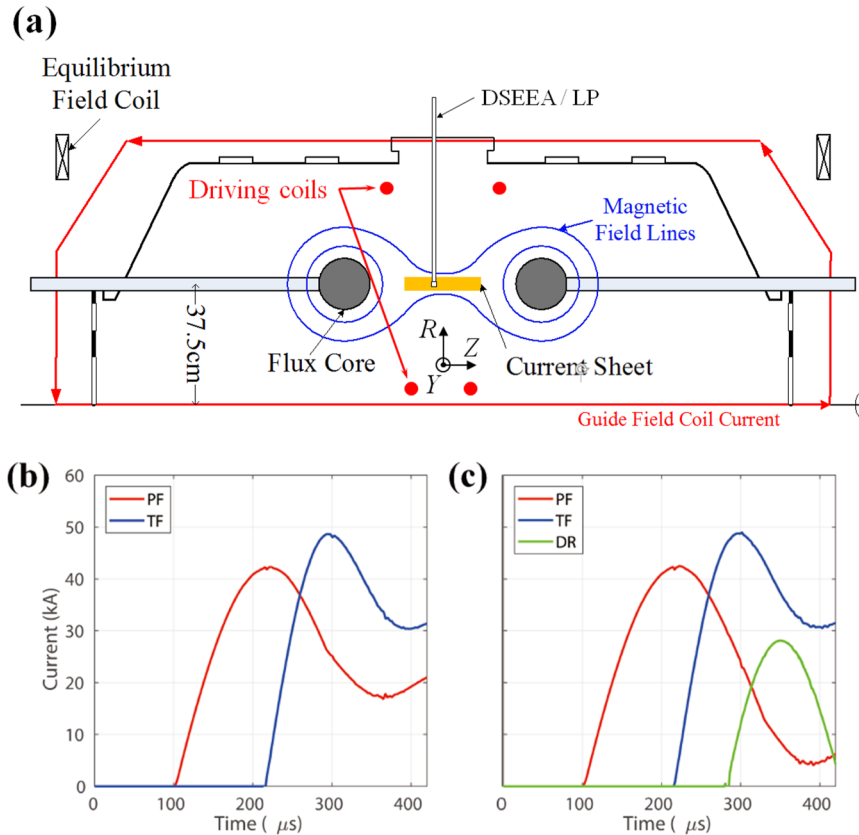 (a)
Equilibrium
Field Coil
DSEEA / LP
Driving coils
Magnetic
Field Lines
37.5cm
Flux Core
R
Z
Y
Current Sheet
Guide Field Coil Current
(b)
(c)
60
50
40
30
20
10
0
Current (kA)
PF
TF
0
100
200
300
400
Time ( μs)
PF
TF
DR
0
100
200
300
400
Time ( μs)